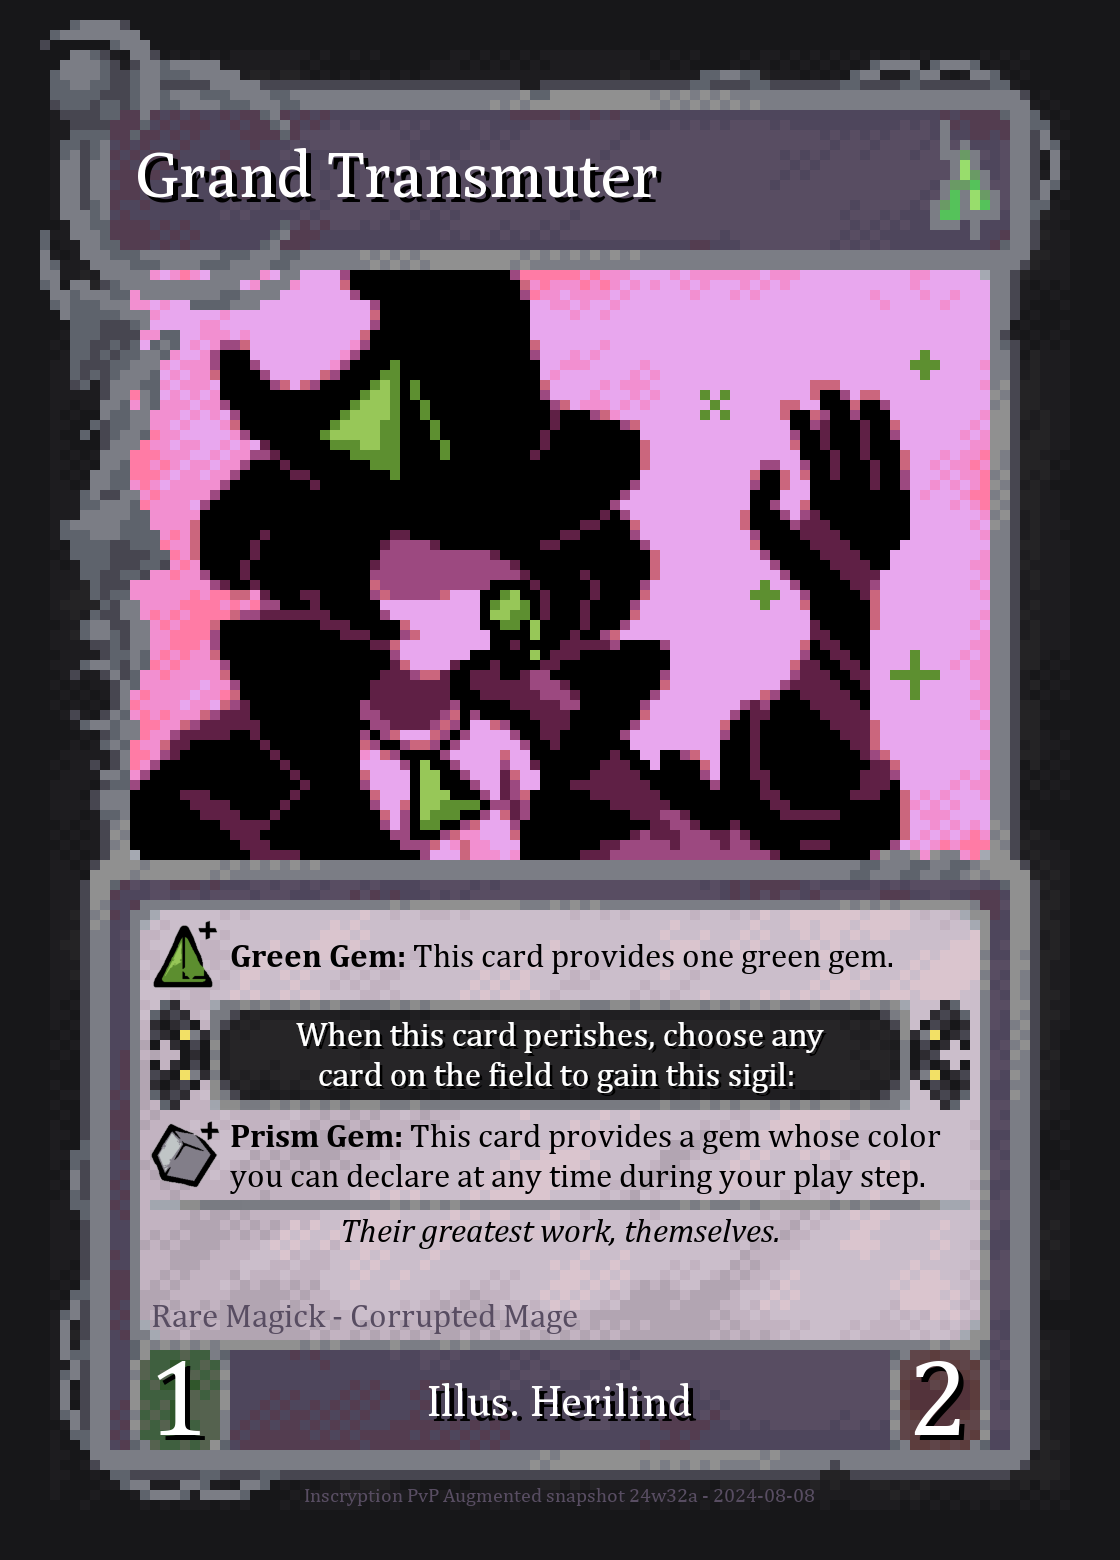 Grand Transmuter
Green Gem: This card provides one green gem.
When this card perishes, choose any
card on the field to gain this sigil:
Prism Gem: This card provides a gem whose color
you can declare at any time during your play step.
Their greatest work, themselves.
Rare Magick - Corrupted Mage
1
Illus. Herilind
2
Inscryption PvP Augmented snapshot 24w32a - 2024-08-08